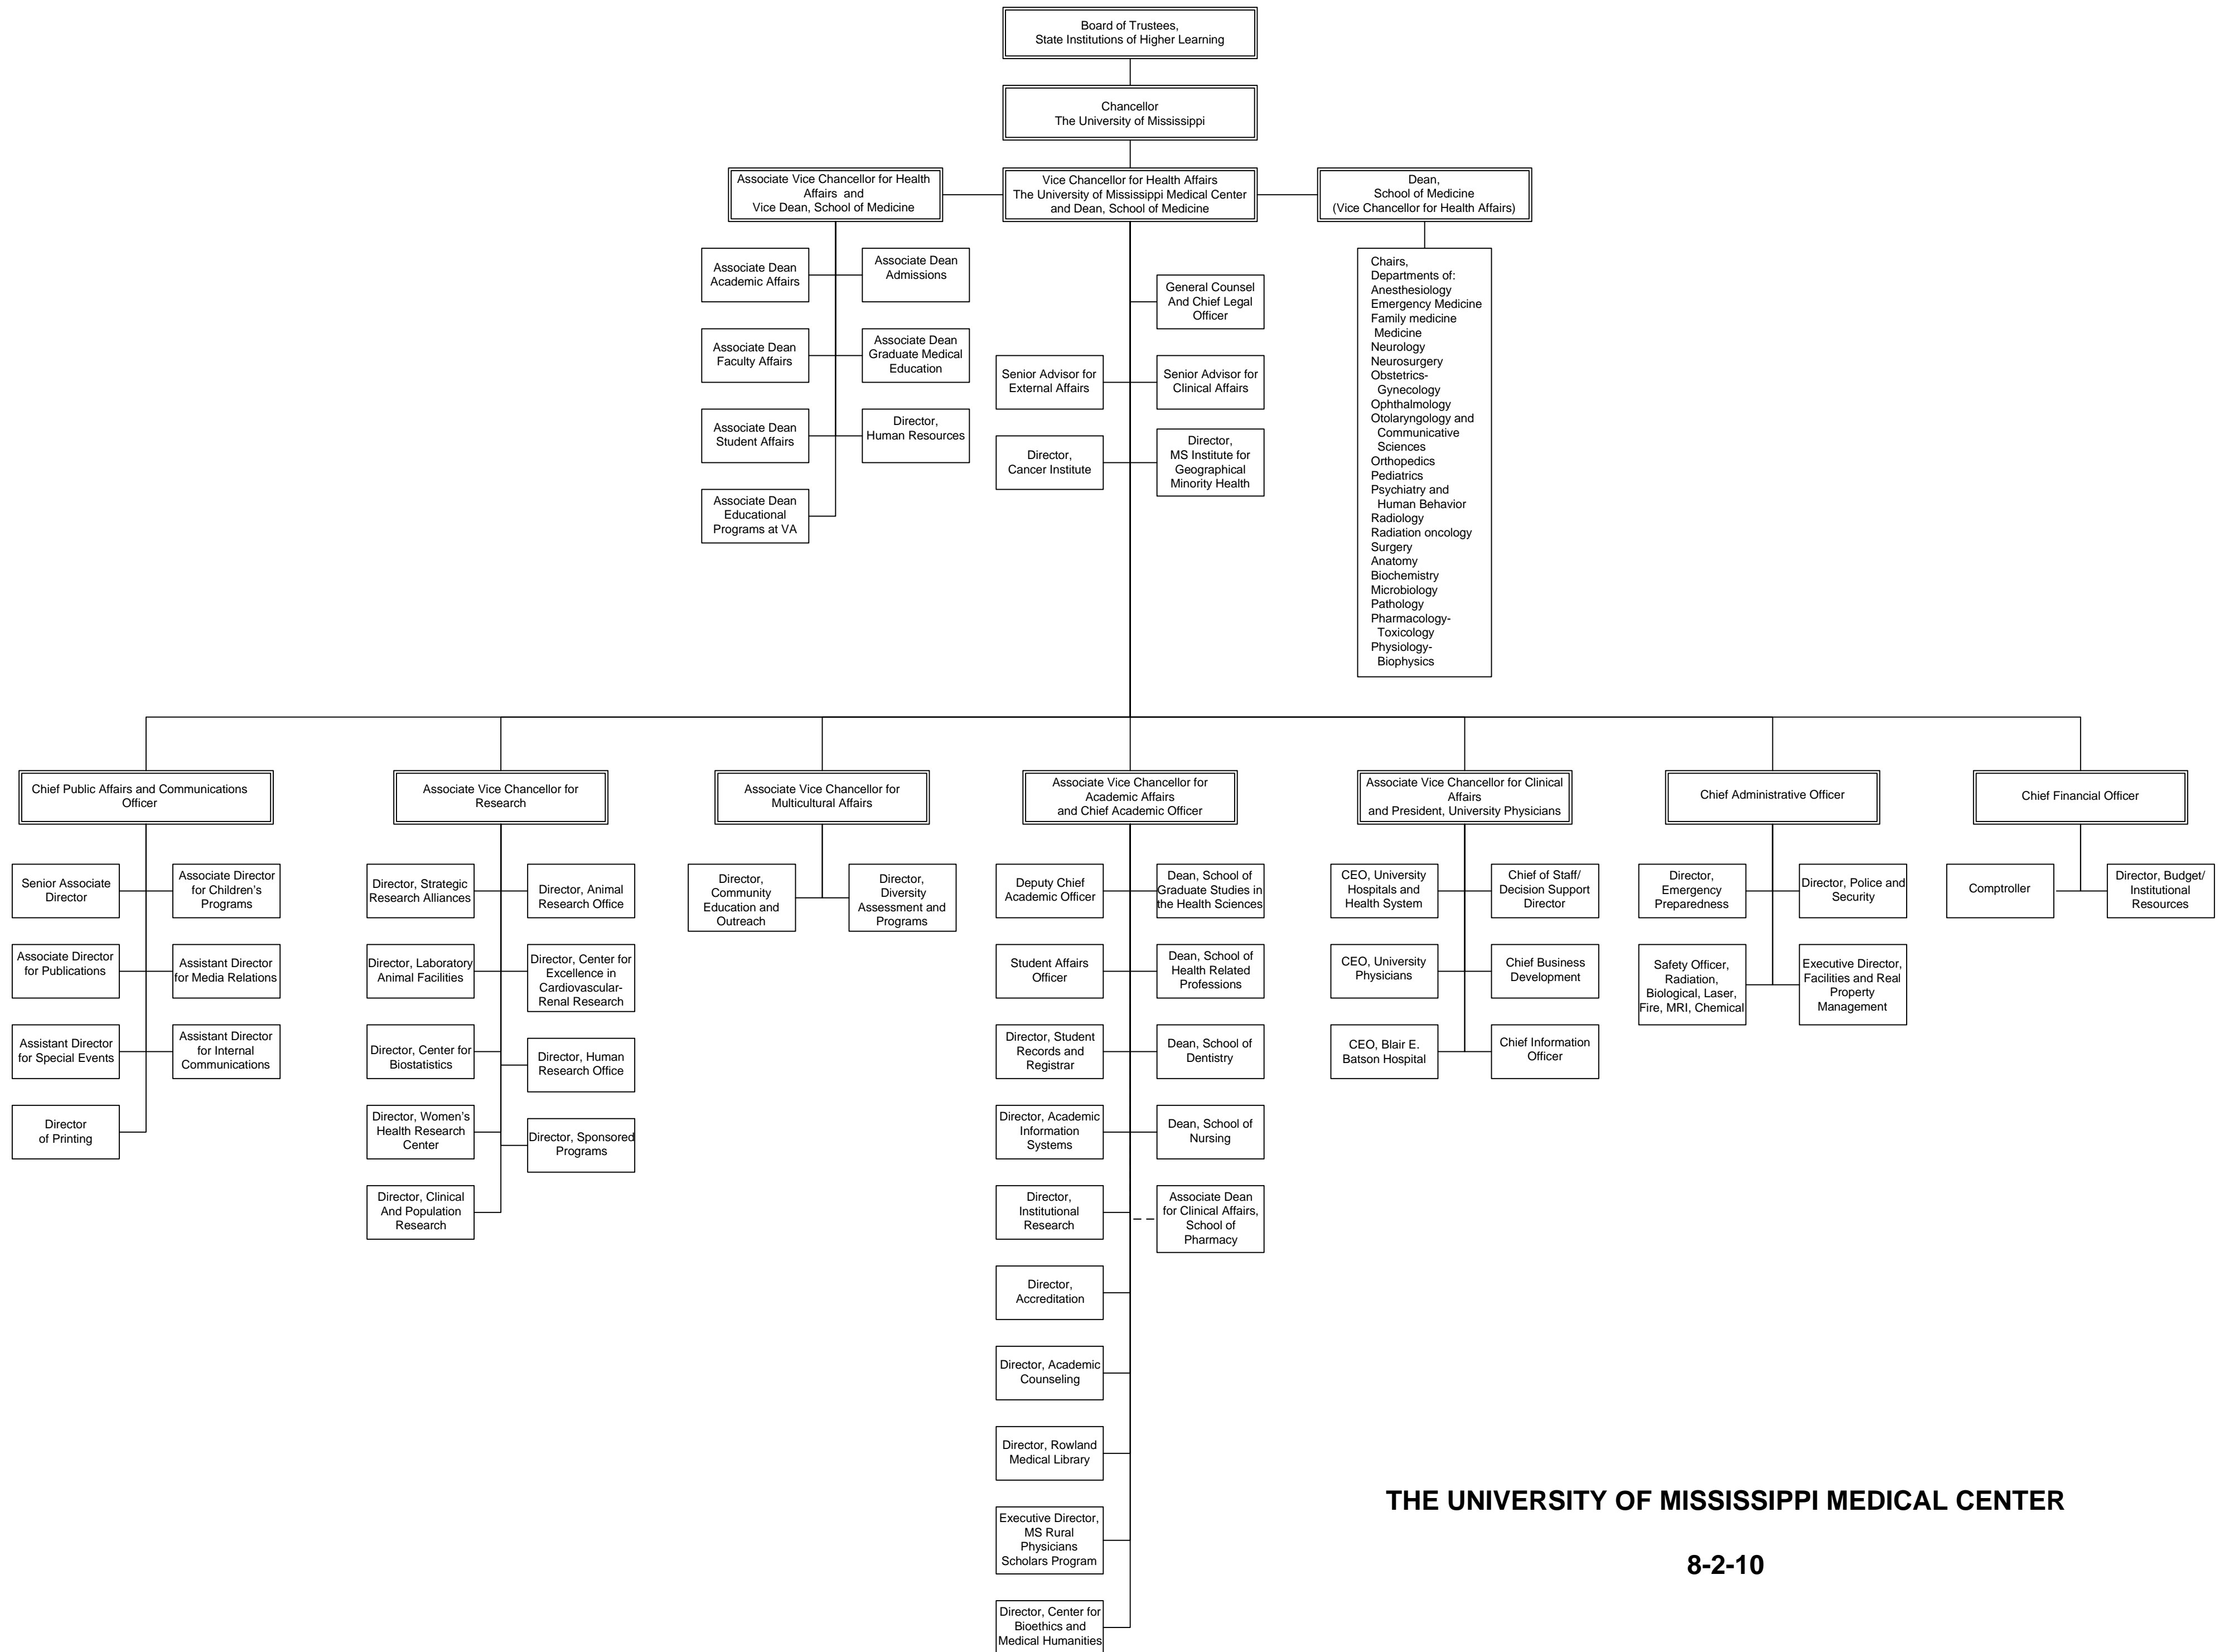 Board of Trustees,
State Institutions of Higher Learning
Chancellor
The University of Mississippi
Associate Vice Chancellor for Health
Affairs and
Vice Dean, School of Medicine
Vice Chancellor for Health Affairs
The University of Mississippi Medical Center
and Dean, School of Medicine
Dean,
School of Medicine
(Vice Chancellor for Health Affairs)
Associate Dean
Academic Affairs
Associate Dean
Admissions
Associate Dean
Faculty Affairs
Associate Dean
Graduate Medical
Education
Associate Dean
Student Affairs
Director,
Human Resources
Associate Dean
Educational
Programs at VA
General Counsel
And Chief Legal
Officer
Senior Advisor for
External Affairs
Senior Advisor for
Clinical Affairs
Director,
Cancer Institute
Director,
MS Institute for
Geographical
Minority Health
Chairs,
Departments of:
Anesthesiology
Emergency Medicine
Family medicine
Medicine
Neurology
Neurosurgery
Obstetrics-
Gynecology
Ophthalmology
Otolaryngology and
Communicative
Sciences
Orthopedics
Pediatrics
Psychiatry and
Human Behavior
Radiology
Radiation oncology
Surgery
Anatomy
Biochemistry
Microbiology
Pathology
Pharmacology-
Toxicology
Physiology-
Biophysics
Chief Public Affairs and Communications
Officer
Senior Associate
Director
Associate Director
for Children's
Programs
Associate Director
for Publications
Assistant Director
for Media Relations
Assistant Director
for Special Events
Assistant Director
for Internal
Communications
Director
of Printing
Associate Vice Chancellor for
Research
Director, Strategic
Research Alliances
Director, Animal
Research Office
Director, Laboratory
Animal Facilities
Director, Center for
Excellence in
Cardiovascular-
Renal Research
Director, Center for
Biostatistics
Director, Human
Research Office
Director, Women's
Health Research
Center
Director, Sponsored
Programs
Director, Clinical
And Population
Research
Associate Vice Chancellor for
Multicultural Affairs
Director,
Community
Education and
Outreach
Director,
Diversity
Assessment and
Programs
Associate Vice Chancellor for
Academic Affairs
and Chief Academic Officer
Deputy Chief
Academic Officer
Dean, School of
Graduate Studies in
the Health Sciences
Student Affairs
Officer
Dean, School of
Health Related
Professions
Director, Student
Records and
Registrar
Dean, School of
Dentistry
Director, Academic
Information
Systems
Dean, School of
Nursing
Director,
Institutional
Research
Associate Dean
for Clinical Affairs,
School of
Pharmacy
Director,
Accreditation
Director, Academic
Counseling
Director, Rowland
Medical Library
Executive Director,
MS Rural
Physicians
Scholars Program
Director, Center for
Bioethics and
Medical Humanities
Associate Vice Chancellor for Clinical
Affairs
and President, University Physicians
CEO, University
Hospitals and
Health System
Chief of Staff/
Decision Support
Director
CEO, University
Physicians
Chief Business
Development
CEO, Blair E.
Batson Hospital
Chief Information
Officer
Chief Administrative Officer
Director,
Emergency
Preparedness
Director, Police and
Security
Safety Officer,
Radiation,
Biological, Laser,
Fire, MRI, Chemical
Executive Director,
Facilities and Real
Property
Management
Chief Financial Officer
Comptroller
Director, Budget/
Institutional
Resources
THE UNIVERSITY OF MISSISSIPPI MEDICAL CENTER
8-2-10